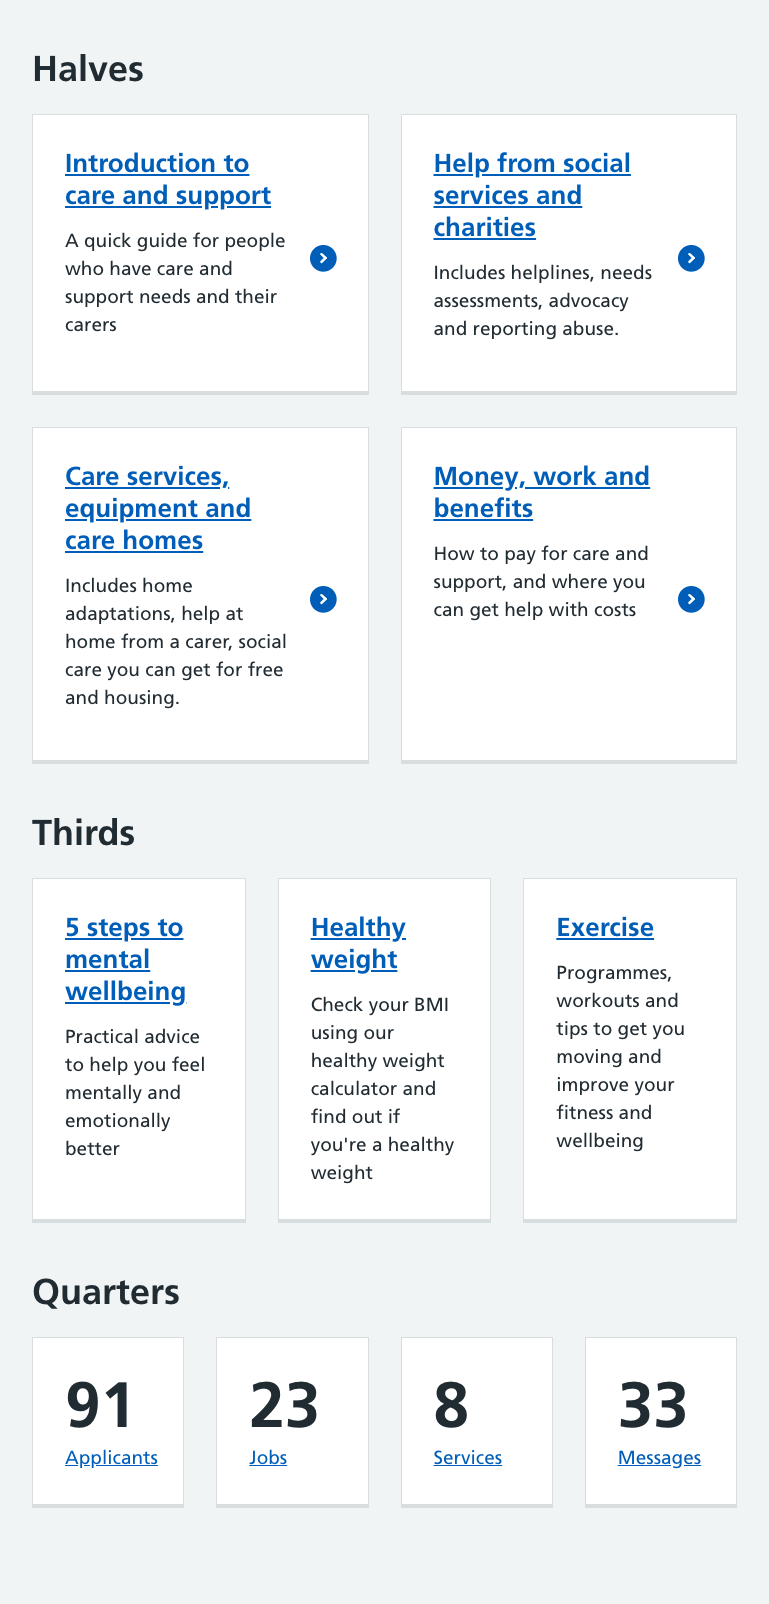 Halves
Introduction to
care and support
A quick guide for people
who have care and
support needs and their
carers
Help from social
services and
charities
Includes helplines, needs
assessments, advocacy
and reporting abuse.
Care services,
equipment and
care homes
Includes home
adaptations, help at
home from a carer, social
care you can get for free
and housing.
Money, work and
benefits
How to pay for care and
support, and where you
can get help with costs
Thirds
5 steps to
mental
wellbeing
Practical advice
to help you feel
mentally and
emotionally
better
Healthy
weight
Check your BMI
using our
healthy weight
calculator and
find out if
you're a healthy
weight
Exercise
Programmes,
workouts and
tips to get you
moving and
improve your
fitness and
wellbeing
Quarters
91
Applicants
23
Jobs
8
Services
33
Messages